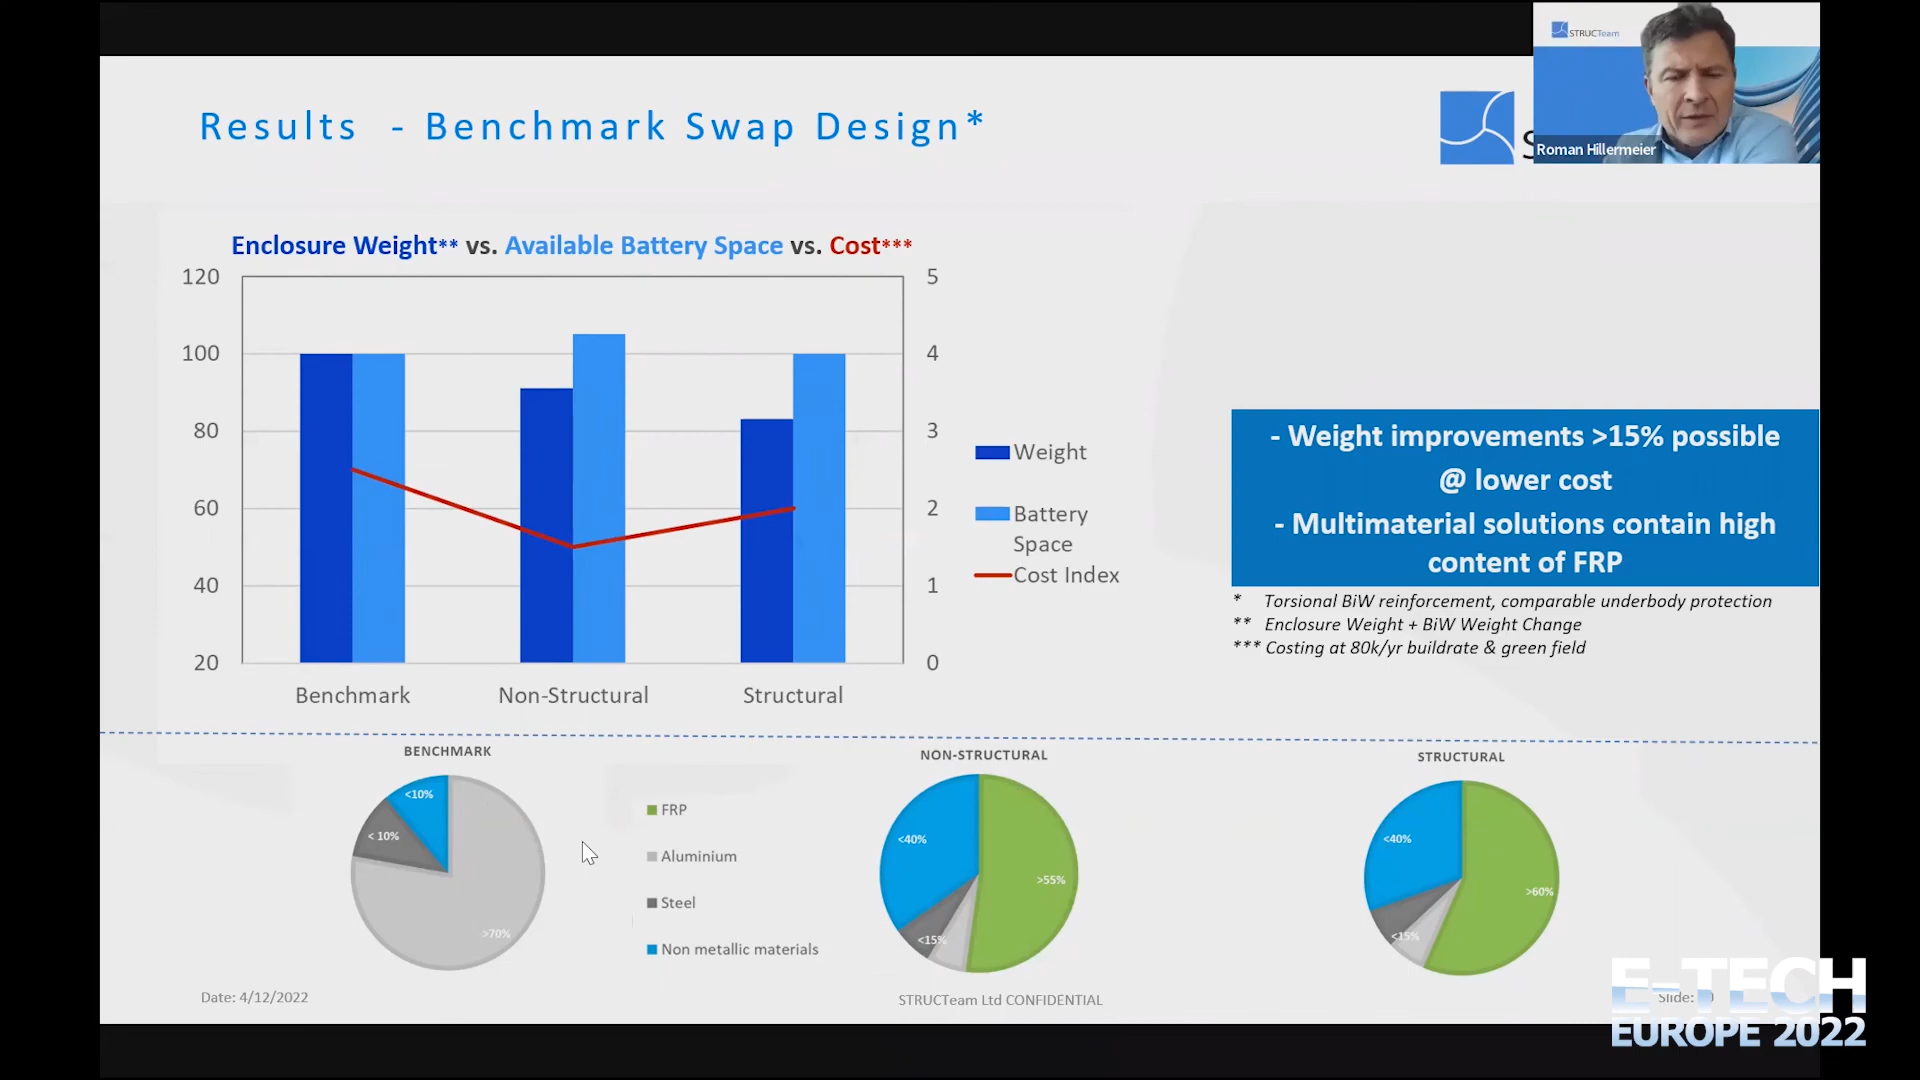 STRUCTeam
Roman Hillermeier
Results - Benchmark Swap Design*
Enclosure Weight** vs. Available Battery Space vs. Cost***
120
100
80
60
40
20
5
4
3
2
1
0
Benchmark
Non-Structural
Structural
Weight
Battery
Space
Cost Index
- Weight improvements >15% possible
@ lower cost
- Multimaterial solutions contain high
content of FRP
* Torsional BiW reinforcement, comparable underbody protection
** Enclosure Weight + BiW Weight Change
*** Costing at 80k/yr buildrate & green field
BENCHMARK
<10%
< 10%
>70%
FRP
Aluminium
Steel
Non metallic materials
NON-STRUCTURAL
<40%
>55%
<15%
STRUCTURAL
<40%
>60%
<15%
Date: 4/12/2022
STRUCTeam Ltd CONFIDENTIAL
Slide:
E-TECH
EUROPE 2022